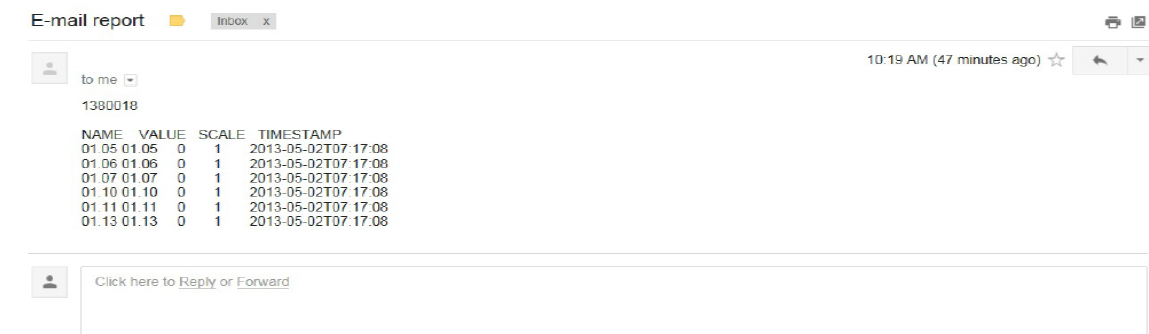 E-mail report
Inbox x
10:19 AM (47 minutes ago)
to me
1380018
NAME VALUE SCALE TIMESTAMP
01.05 01.05 0 1 2013-05-02T07:17:08
01.06 01.06 0 1 2013-05-02T07:17:08
01.07 01.07 0 1 2013-05-02T07:17:08
01.10 01.10 0 1 2013-05-02T07:17:08
01.11 01.11 0 1 2013-05-02T07:17:08
01.13 01.13 0 1 2013-05-02T07:17:08
Click here to Reply or Forward